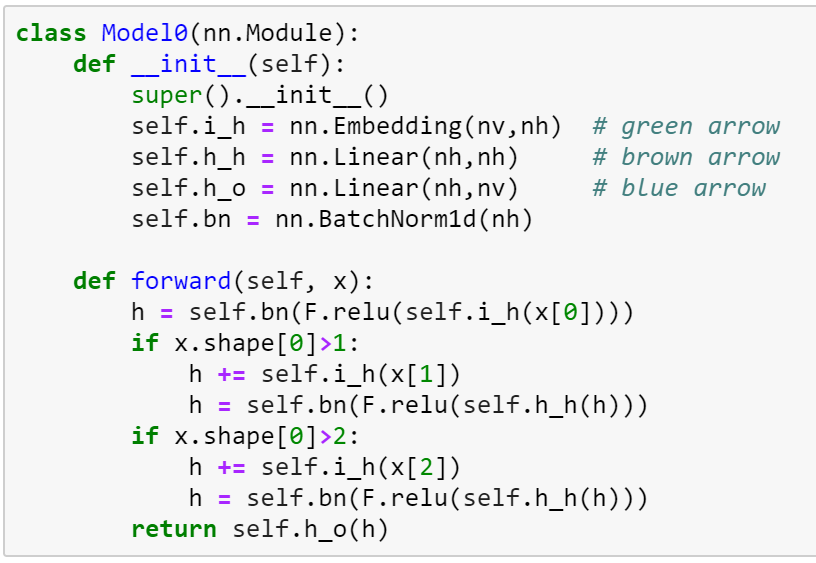 class Model0(nn.Module):
    def __init__(self):
        super().__init__()
        self.i_h = nn.Embedding(nv,nh)  # green arrow
        self.h_h = nn.Linear(nh,nh)     # brown arrow
        self.h_o = nn.Linear(nh,nv)     # blue arrow
        self.bn = nn.BatchNorm1d(nh)

    def forward(self, x):
        h = self.bn(F.relu(self.i_h(x[0])))
        if x.shape[0]>1:
            h += self.i_h(x[1])
            h = self.bn(F.relu(self.h_h(h)))
        if x.shape[0]>2:
            h += self.i_h(x[2])
            h = self.bn(F.relu(self.h_h(h)))
        return self.h_o(h)